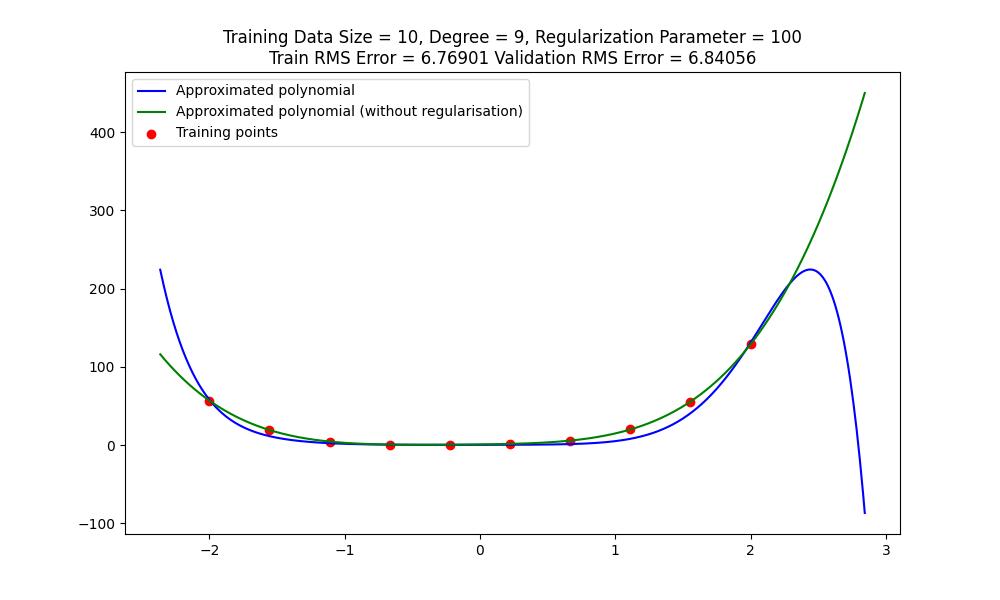 Training Data Size = 10, Degree = 9, Regularization Parameter = 100
Train RMS Error = 6.76901 Validation RMS Error = 6.84056
Approximated polynomial
Approximated polynomial (without regularisation)
Training points
400
300
200
100
0
−100
−2
−1
0
1
2
3